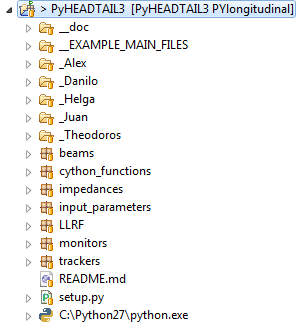 > PyHEADTAIL3 [PyHEADTAIL3 PYlongitudinal]
__doc
__EXAMPLE_MAIN_FILES
_Alex
_Danilo
_Helga
_Juan
_Theodoros
beams
cython_functions
impedances
input_parameters
LLRF
monitors
trackers
README.md
setup.py
C:\Python27\python.exe